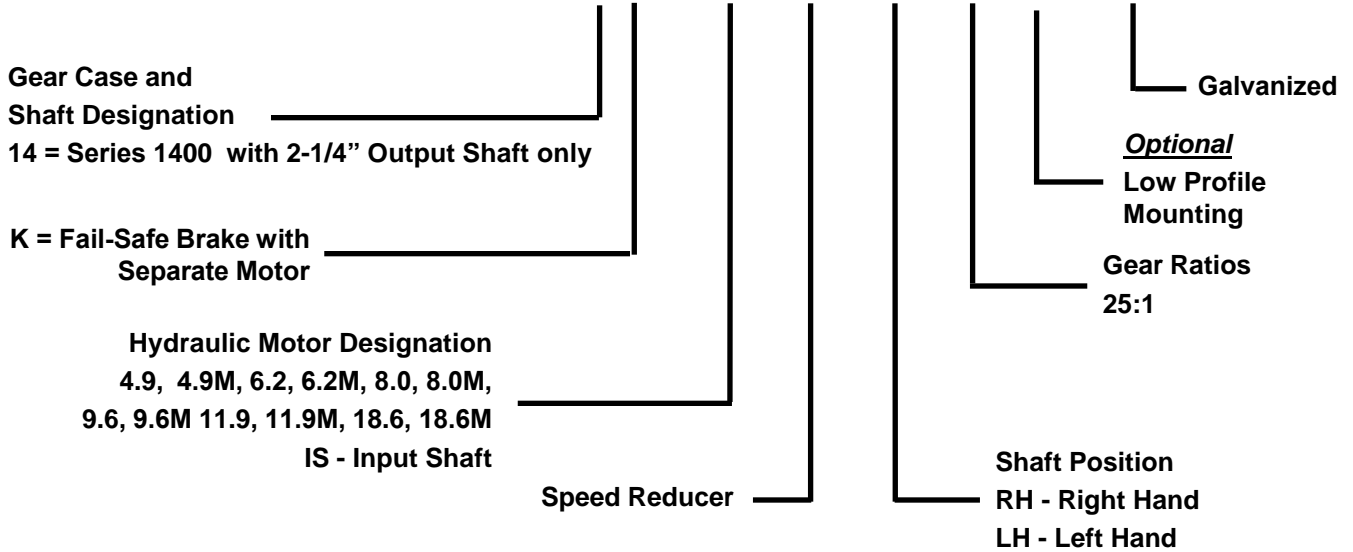 Gear Case and
Shaft Designation
14 = Series 1400 with 2-1/4” Output Shaft only
K = Fail-Safe Brake with
Separate Motor
Hydraulic Motor Designation
4.9, 4.9M, 6.2, 6.2M, 8.0, 8.0M,
9.6, 9.6M 11.9, 11.9M, 18.6, 18.6M
IS - Input Shaft
Speed Reducer
Galvanized
Optional
Low Profile
Mounting
Gear Ratios
25:1
Shaft Position
RH - Right Hand
LH - Left Hand